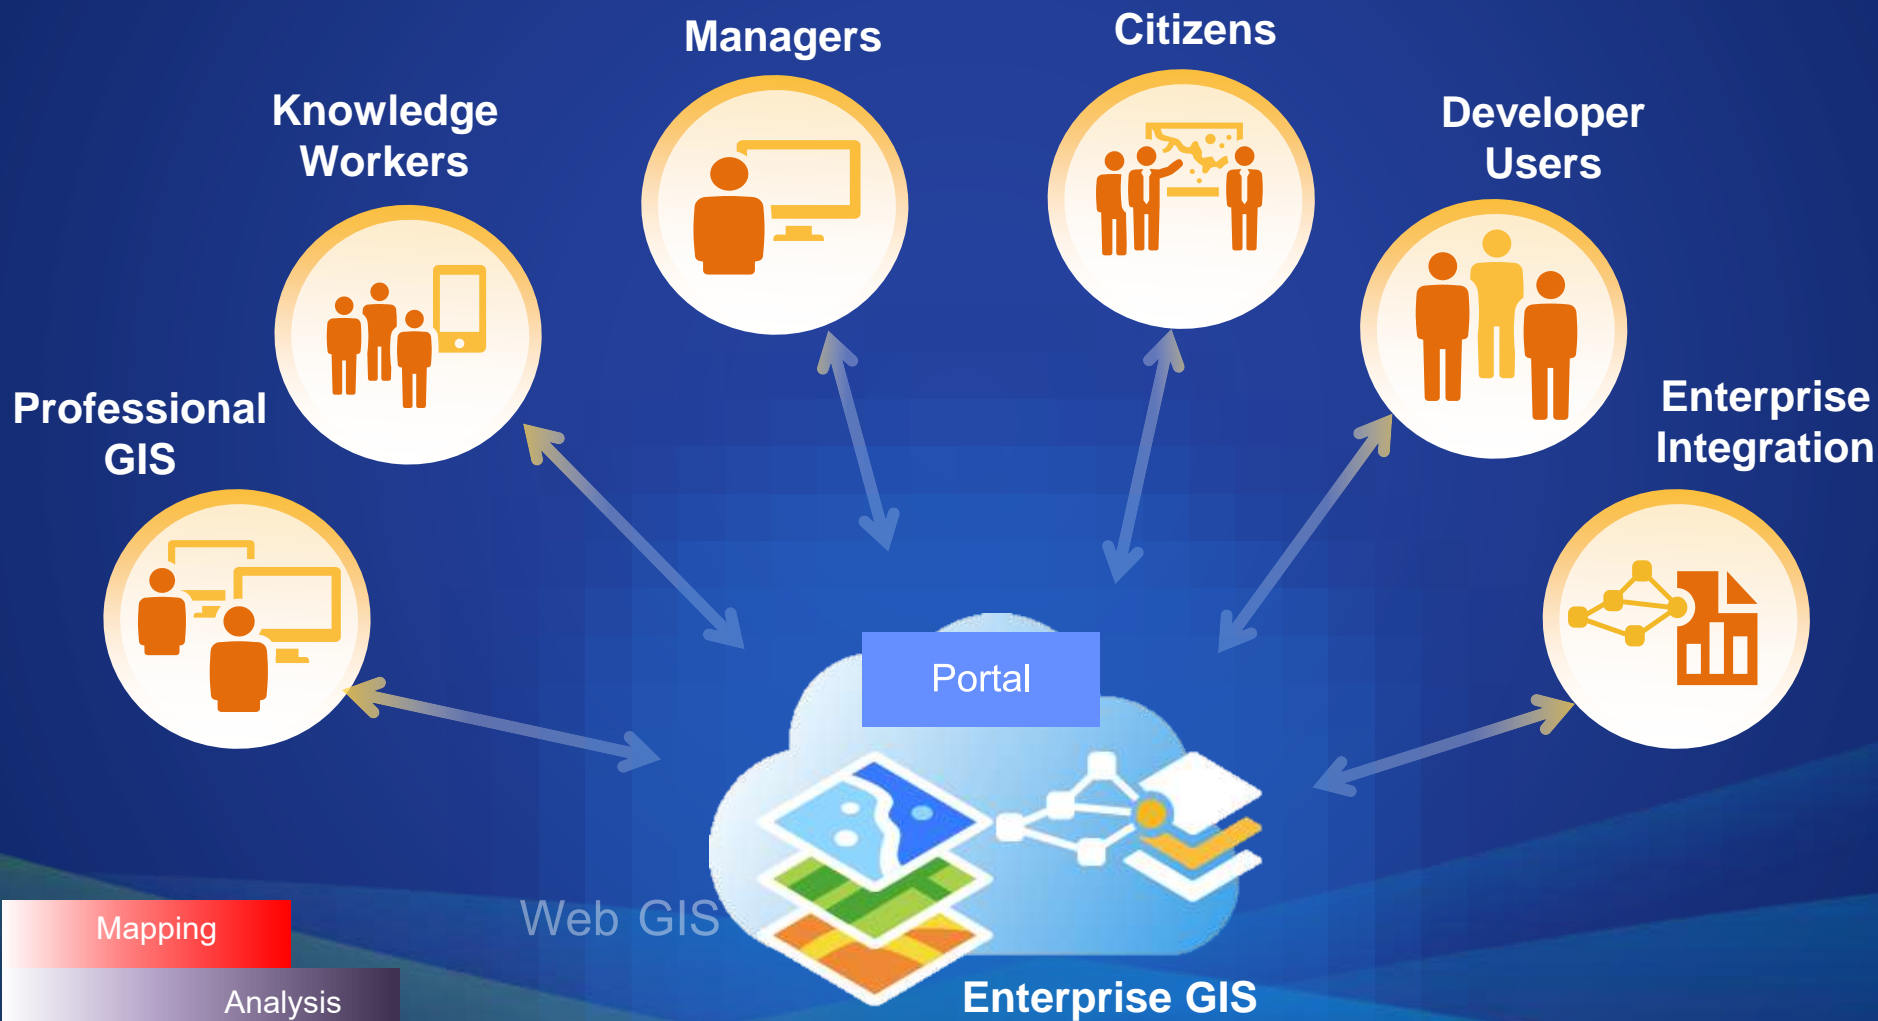 Managers
Citizens
Knowledge
Workers
Developer
Users
Professional
GIS
Enterprise
Integration
Portal
Web GIS
Mapping
Analysis
Enterprise GIS